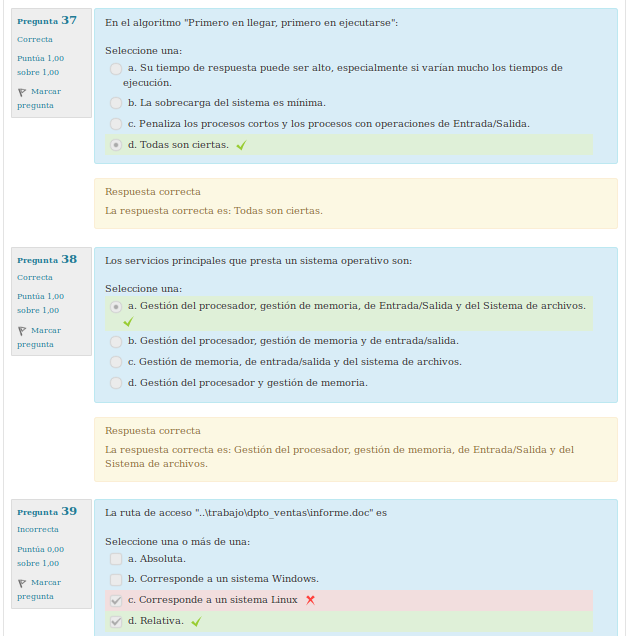 Pregunta 37
Correcta
Puntúa 1,00
sobre 1,00
Marcar
pregunta
En el algoritmo "Primero en llegar, primero en ejecutarse":
Seleccione una:
a. Su tiempo de respuesta puede ser alto, especialmente si varían mucho los tiempos de
ejecución.
b. La sobrecarga del sistema es mínima.
c. Penaliza los procesos cortos y los procesos con operaciones de Entrada/Salida.
d. Todas son ciertas.
Respuesta correcta
La respuesta correcta es: Todas son ciertas.
Pregunta 38
Correcta
Puntúa 1,00
sobre 1,00
Marcar
pregunta
Los servicios principales que presta un sistema operativo son:
Seleccione una:
a. Gestión del procesador, gestión de memoria, de Entrada/Salida y del Sistema de archivos.
b. Gestión del procesador, gestión de memoria y de entrada/salida.
c. Gestión de memoria, de entrada/salida y del sistema de archivos.
d. Gestión del procesador y gestión de memoria.
Respuesta correcta
La respuesta correcta es: Gestión del procesador, gestión de memoria, de Entrada/Salida y del
Sistema de archivos.
Pregunta 39
Incorrecta
Puntúa 0,00
sobre 1,00
Marcar
pregunta
La ruta de acceso "..\trabajo\dpto_ventas\informe.doc" es
Seleccione una o más de una:
a. Absoluta.
b. Corresponde a un sistema Windows.
c. Corresponde a un sistema Linux
d. Relativa.